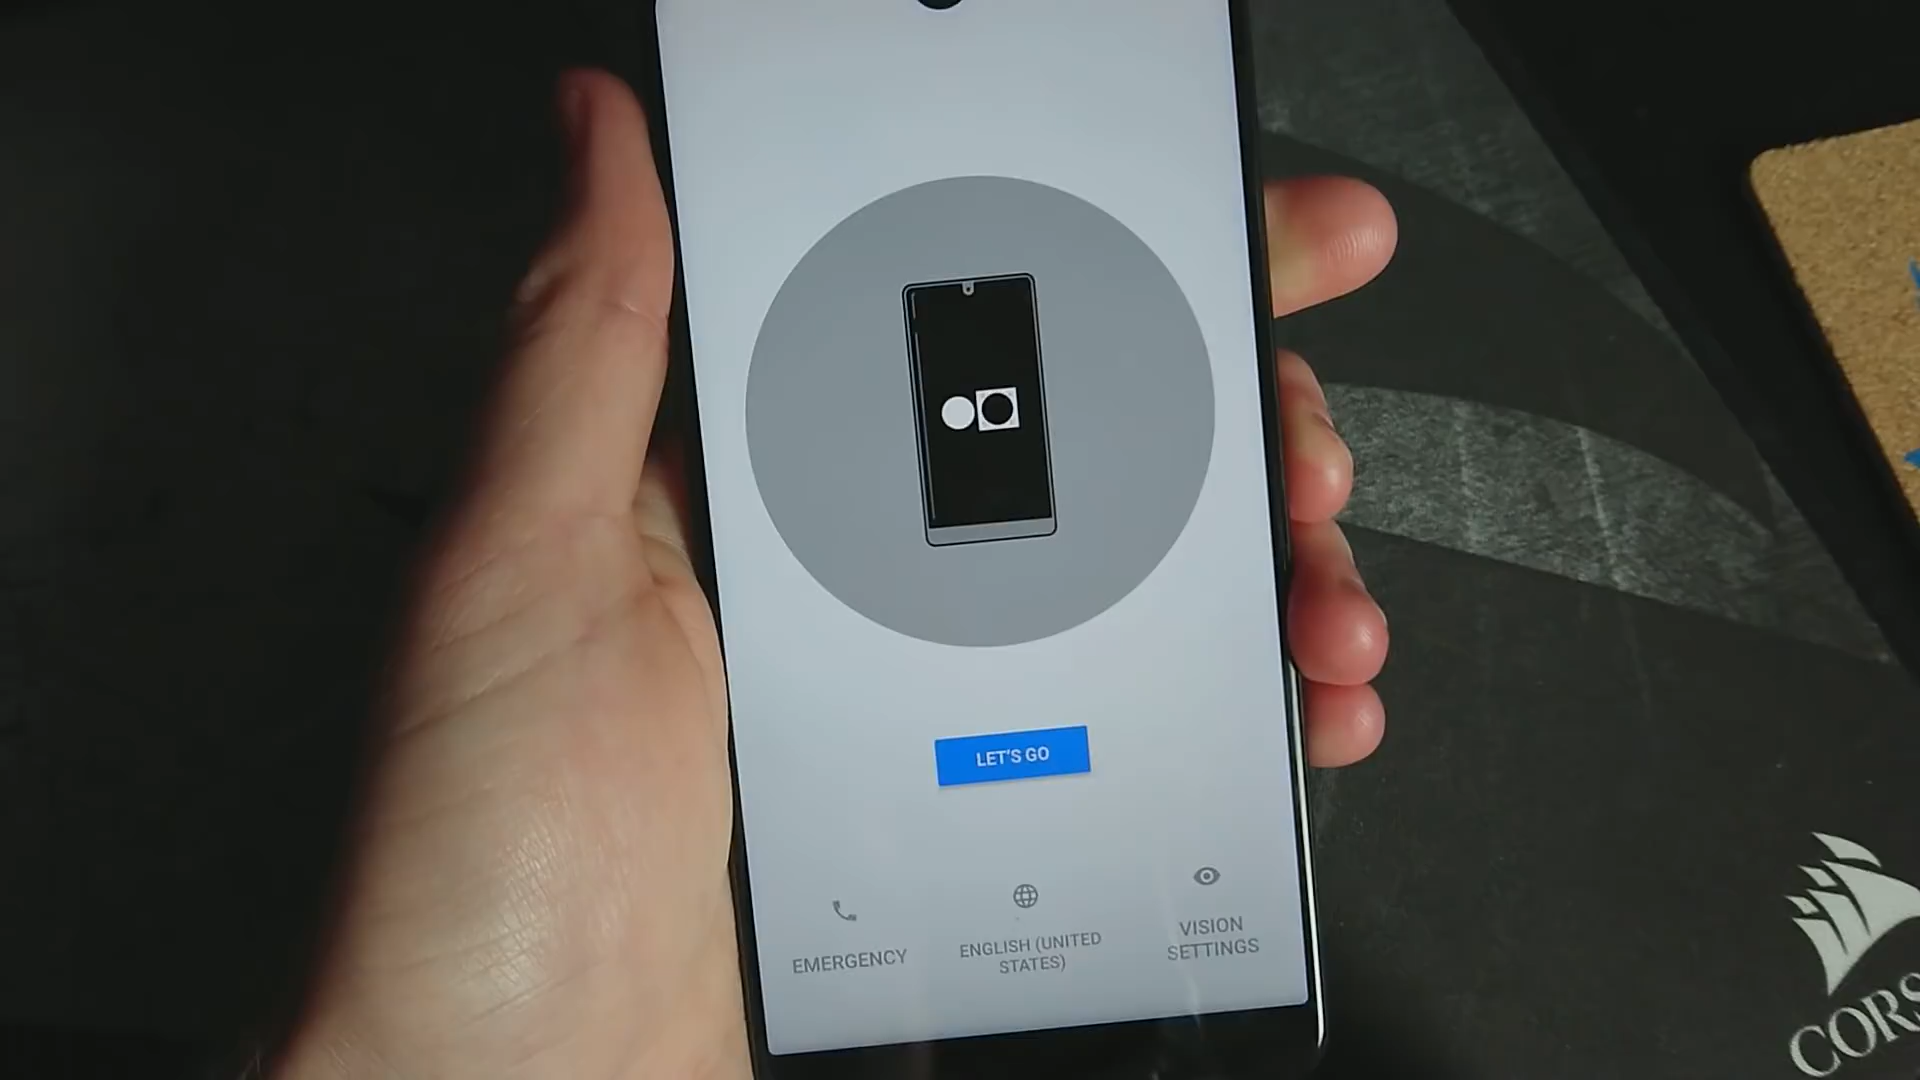 LET'S GO
EMERGENCY
ENGLISH (UNITED
STATES)
VISION
SETTINGS
CORS